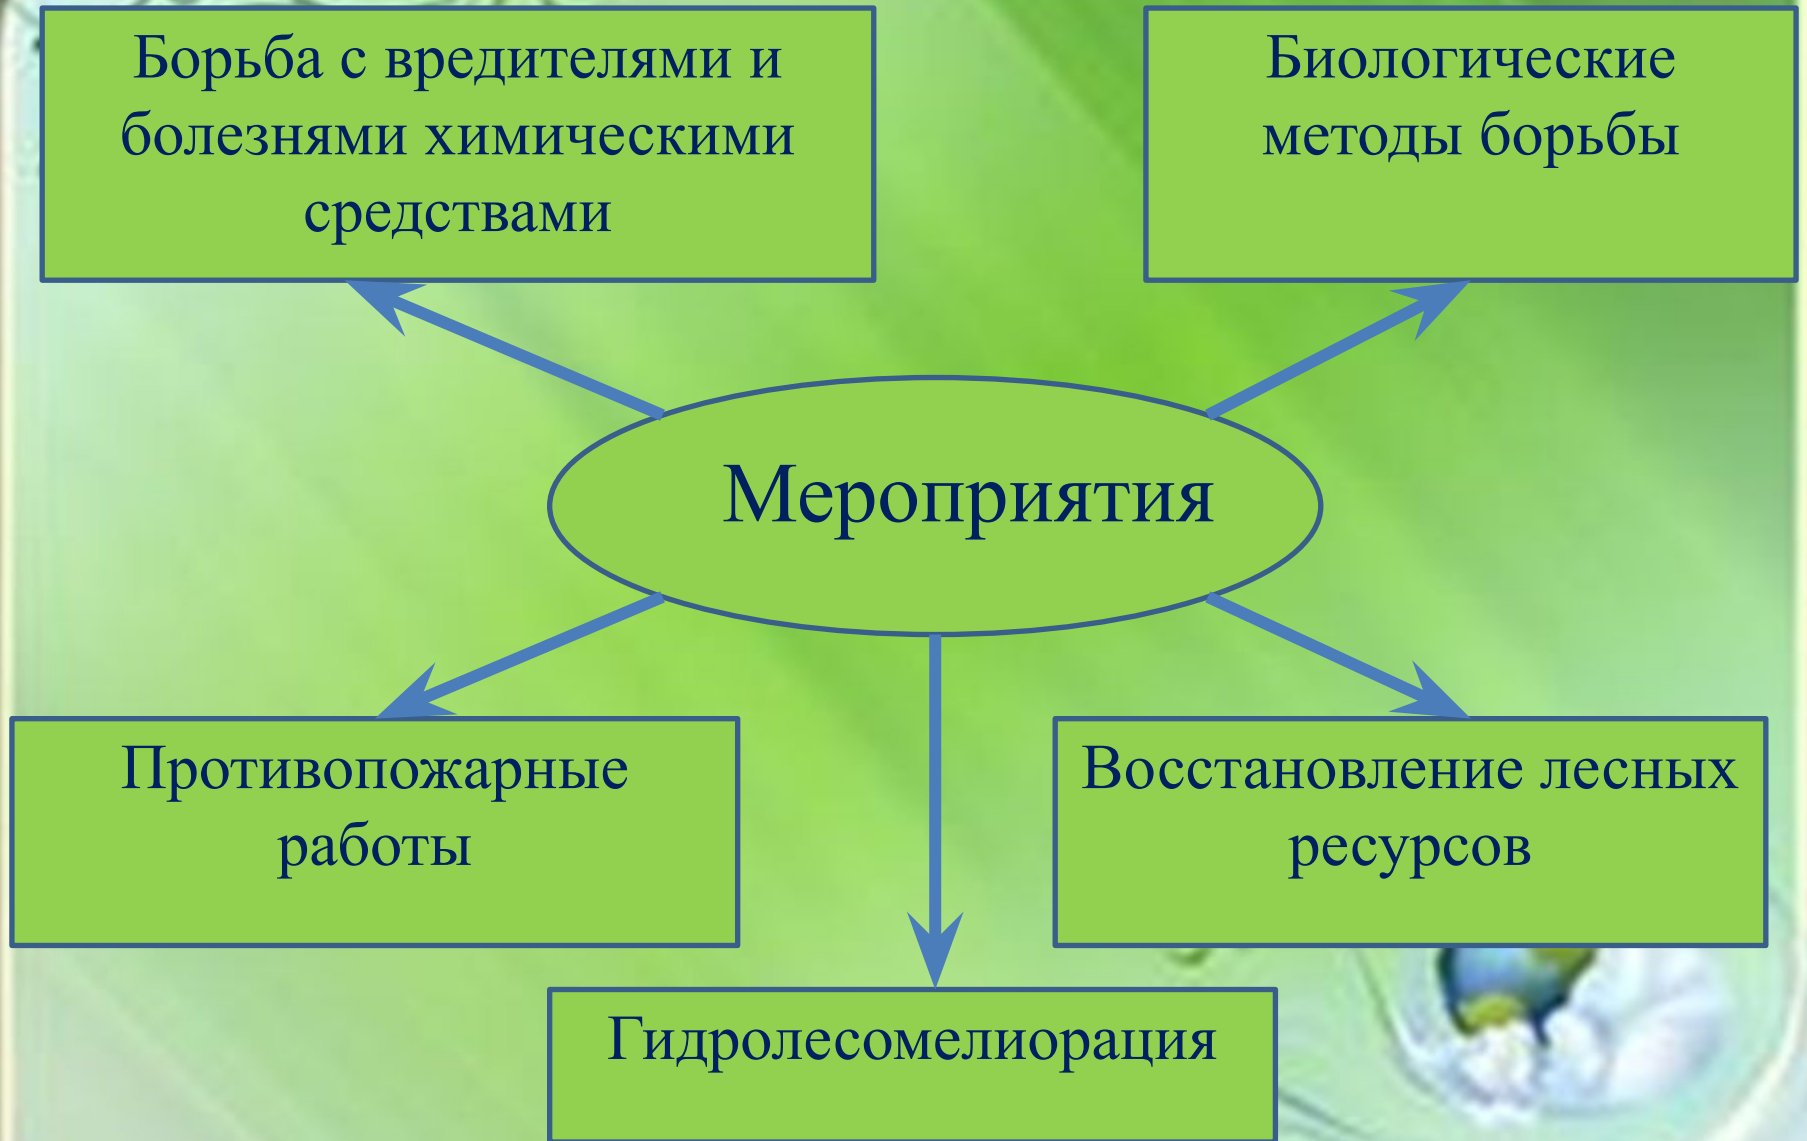 Борьба с вредителями и
болезнями химическими
средствами
Биологические
методы борьбы
Мероприятия
Противопожарные
работы
Восстановление лесных
ресурсов
Гидролесомелиорация